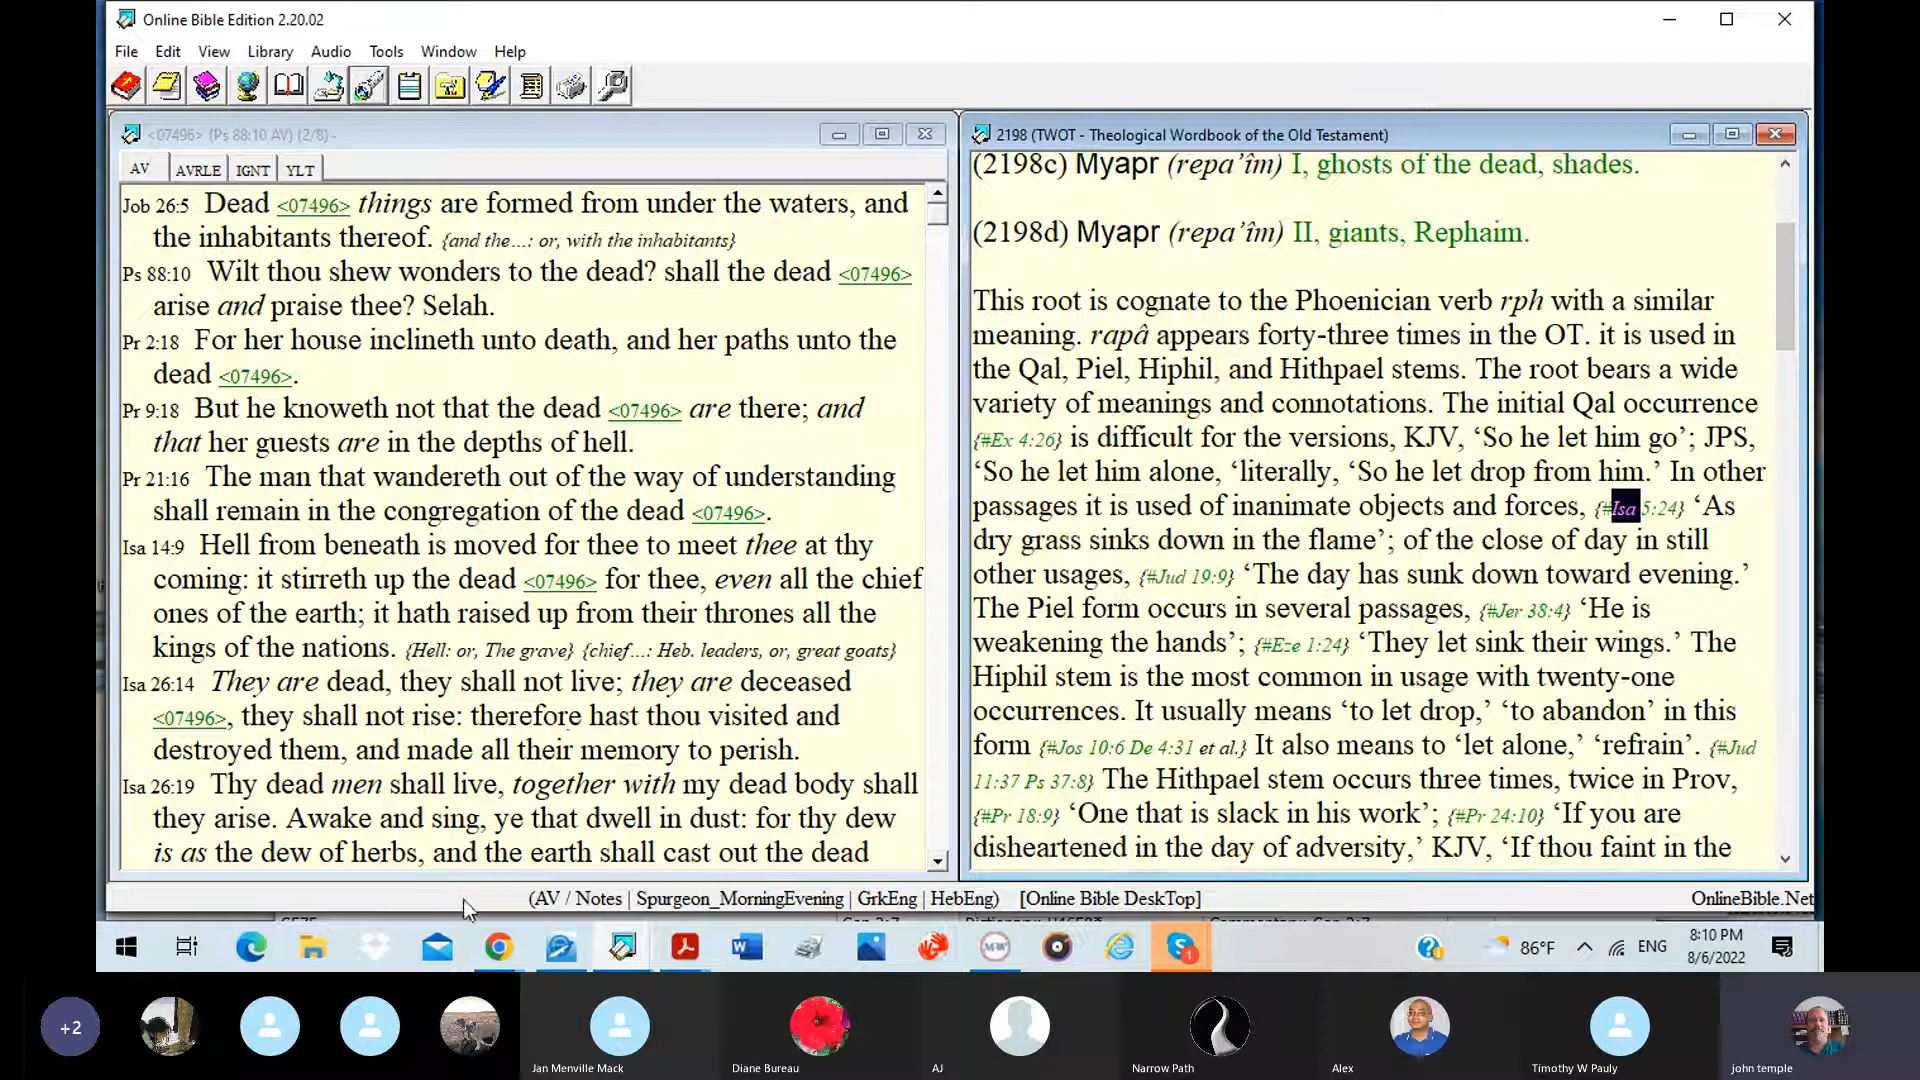 Online Bible Edition 2.20.02
File Edit View Library Audio Tools Window Help
<07496> (Ps 88:10 AV) (2/8) -
AV AVRLE IGNT YLT
Job 26:5 Dead <07496> things are formed from under the waters, and
the inhabitants thereof. {and the…: or, with the inhabitants}
Ps 88:10 Wilt thou shew wonders to the dead? shall the dead <07496>
arise and praise thee? Selah.
Pr 2:18 For her house inclineth unto death, and her paths unto the
dead <07496>.
Pr 9:18 But he knoweth not that the dead <07496> are there; and
that her guests are in the depths of hell.
Pr 21:16 The man that wandereth out of the way of understanding
shall remain in the congregation of the dead <07496>.
Isa 14:9 Hell from beneath is moved for thee to meet thee at thy
coming: it stirreth up the dead <07496> for thee, even all the chief
ones of the earth; it hath raised up from their thrones all the
kings of the nations. {Hell: or, The grave} {chief…: Heb. leaders, or, great goats}
Isa 26:14 They are dead, they shall not live; they are deceased
<07496>, they shall not rise: therefore hast thou visited and
destroyed them, and made all their memory to perish.
Isa 26:19 Thy dead men shall live, together with my dead body shall
they arise. Awake and sing, ye that dwell in dust: for thy dew
is as the dew of herbs, and the earth shall cast out the dead
2198 (TWOT - Theological Wordbook of the Old Testament)
(2198c) Myapr (repa’îm) I, ghosts of the dead, shades.
(2198d) Myapr (repa’îm) II, giants, Rephaim.
This root is cognate to the Phoenician verb rph with a similar
meaning. rapâ appears forty-three times in the OT. it is used in
the Qal, Piel, Hiphil, and Hithpael stems. The root bears a wide
variety of meanings and connotations. The initial Qal occurrence
{#Ex 4:26} is difficult for the versions, KJV, ‘So he let him go’; JPS,
‘So he let him alone, ‘literally, ‘So he let drop from him.’ In other
passages it is used of inanimate objects and forces, {#Isa 5:24} ‘As
dry grass sinks down in the flame’; of the close of day in still
other usages, {#Jud 19:9} ‘The day has sunk down toward evening.’
The Piel form occurs in several passages, {#Jer 38:4} ‘He is
weakening the hands’; {#Eze 1:24} ‘They let sink their wings.’ The
Hiphil stem is the most common in usage with twenty-one
occurrences. It usually means ‘to let drop,’ ‘to abandon’ in this
form {#Jos 10:6 De 4:31 et al.} It also means to ‘let alone,’ ‘refrain’. {#Jud
11:37 Ps 37:8} The Hithpael stem occurs three times, twice in Prov,
{#Pr 18:9} ‘One that is slack in his work’; {#Pr 24:10} ‘If you are
disheartened in the day of adversity,’ KJV, ‘If thou faint in the
(AV / Notes | Spurgeon_MorningEvening | GrkEng | HebEng) [Online Bible DeskTop] OnlineBible.Net
86°F ENG 8:10 PM
8/6/2022
+2
Jan Menville Mack Diane Bureau AJ Narrow Path Alex Timothy W Pauly john temple